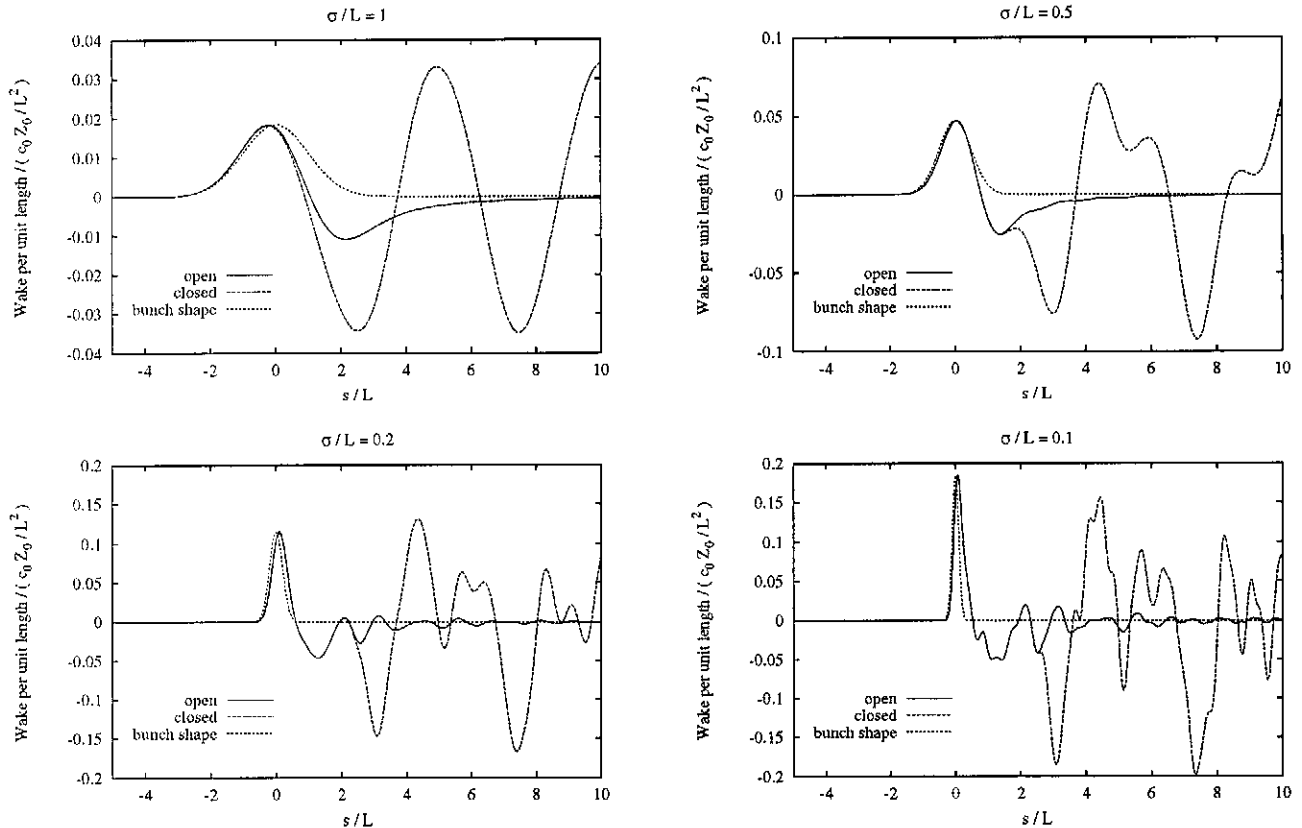 σ / L = 1
Wake per unit length / ( c₀ Z₀ / L² )
0.04
0.03
0.02
0.01
0
-0.01
-0.02
-0.03
-0.04
open
closed
bunch shape
-4 -2 0 2 4 6 8 10
s / L
σ / L = 0.5
Wake per unit length / ( c₀ Z₀ / L² )
0.1
0.05
0
-0.05
-0.1
open
closed
bunch shape
-4 -2 0 2 4 6 8 10
s / L
σ / L = 0.2
Wake per unit length / ( c₀ Z₀ / L² )
0.2
0.15
0.1
0.05
0
-0.05
-0.1
-0.15
-0.2
open
closed
bunch shape
-4 -2 0 2 4 6 8 10
s / L
σ / L = 0.1
Wake per unit length / ( c₀ Z₀ / L² )
0.2
0.15
0.1
0.05
0
-0.05
-0.1
-0.15
-0.2
open
closed
bunch shape
-4 -2 0 2 4 6 8 10
s / L